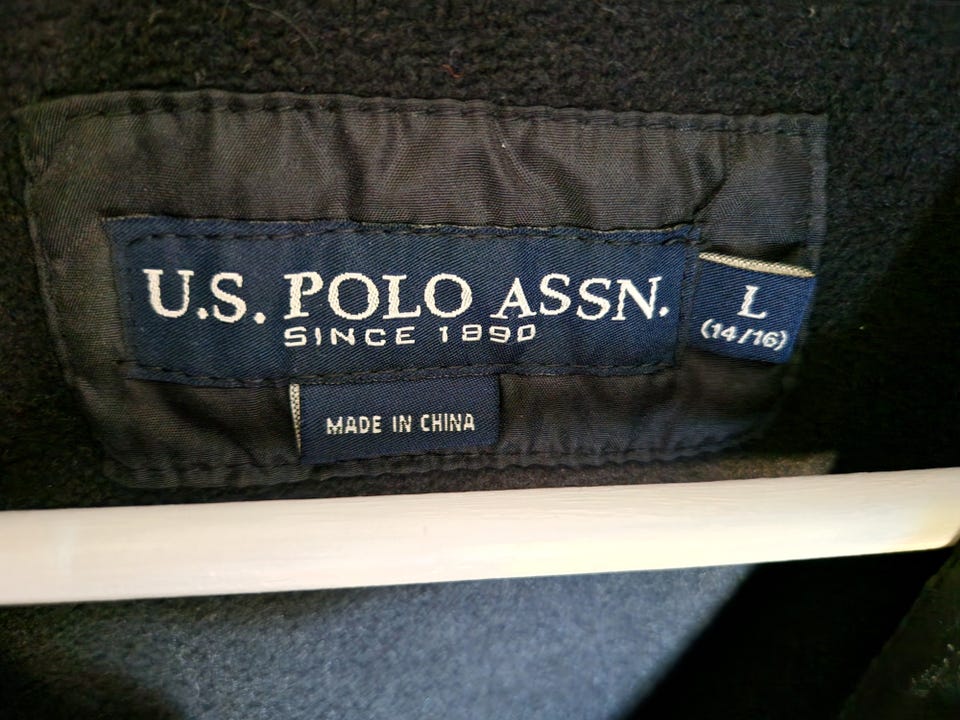 U.S. POLO ASSN.
SINCE 1890
L
(14/16)
MADE IN CHINA